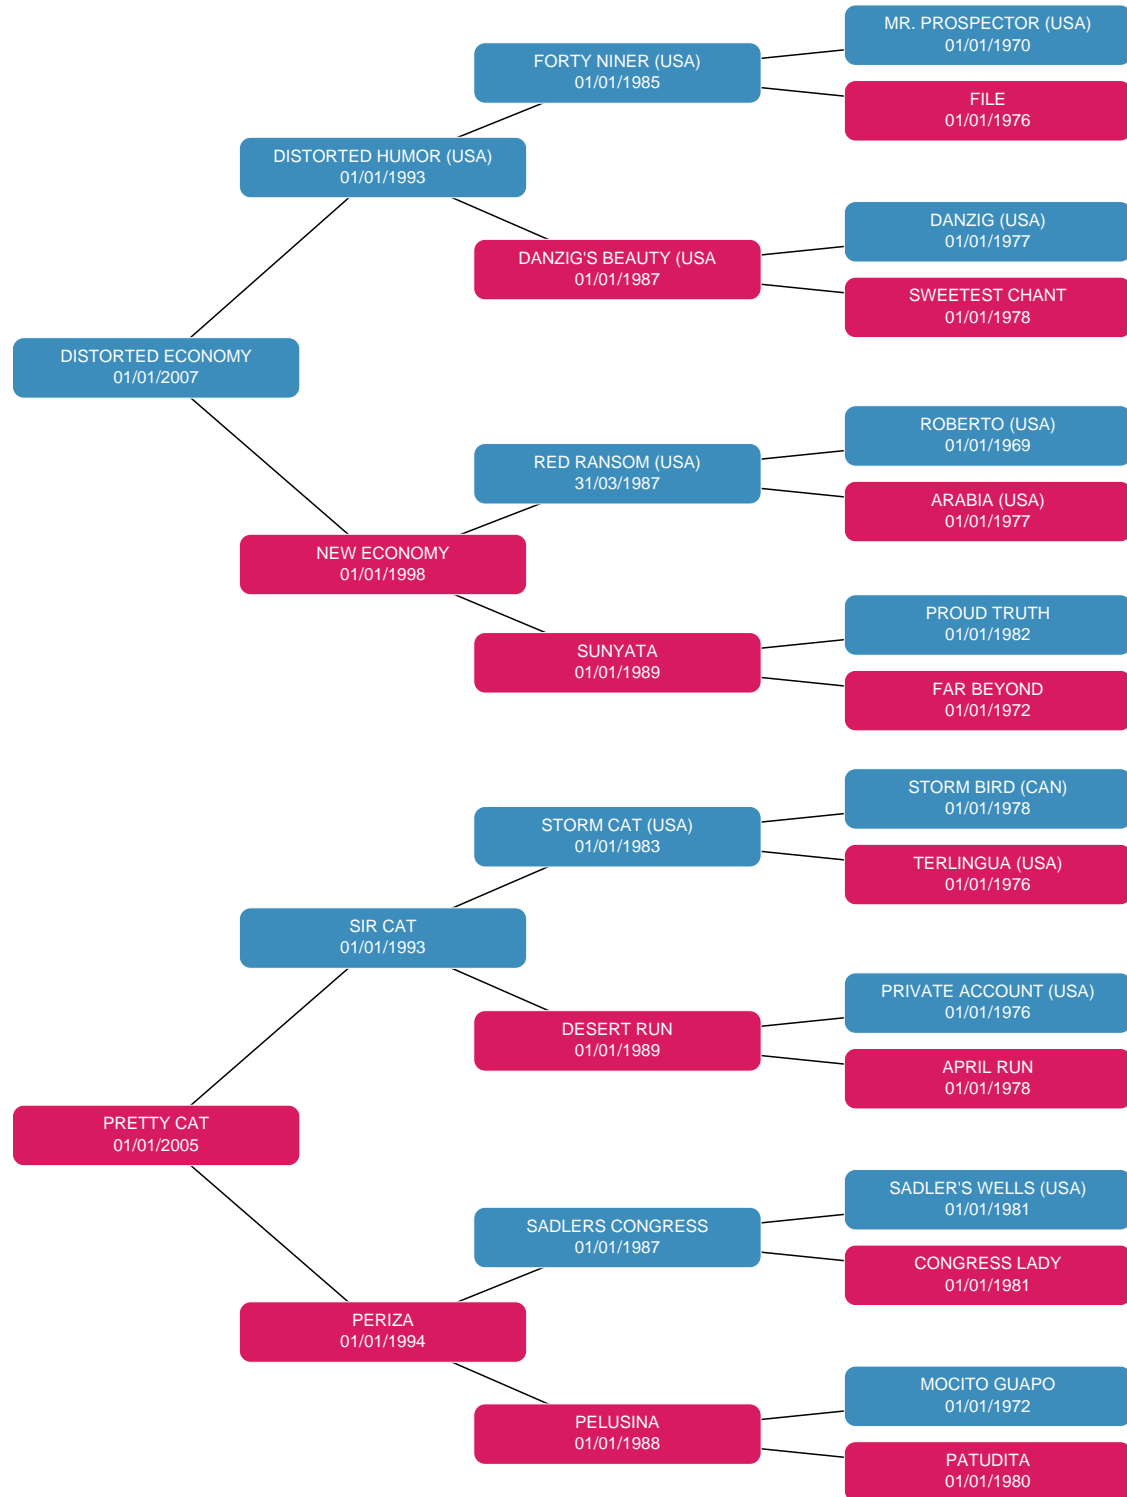 MR. PROSPECTOR (USA)
01/01/1970
FORTY NINER (USA)
01/01/1985
FILE
01/01/1976
DISTORTED HUMOR (USA)
01/01/1993
DANZIG (USA)
01/01/1977
DANZIG'S BEAUTY (USA
01/01/1987
SWEETEST CHANT
01/01/1978
DISTORTED ECONOMY
01/01/2007
ROBERTO (USA)
01/01/1969
RED RANSOM (USA)
31/03/1987
ARABIA (USA)
01/01/1977
NEW ECONOMY
01/01/1998
PROUD TRUTH
01/01/1982
SUNYATA
01/01/1989
FAR BEYOND
01/01/1972
STORM BIRD (CAN)
01/01/1978
STORM CAT (USA)
01/01/1983
TERLINGUA (USA)
01/01/1976
SIR CAT
01/01/1993
PRIVATE ACCOUNT (USA)
01/01/1976
DESERT RUN
01/01/1989
APRIL RUN
01/01/1978
PRETTY CAT
01/01/2005
SADLER'S WELLS (USA)
01/01/1981
SADLERS CONGRESS
01/01/1987
CONGRESS LADY
01/01/1981
PERIZA
01/01/1994
MOCITO GUAPO
01/01/1972
PELUSINA
01/01/1988
PATUDITA
01/01/1980